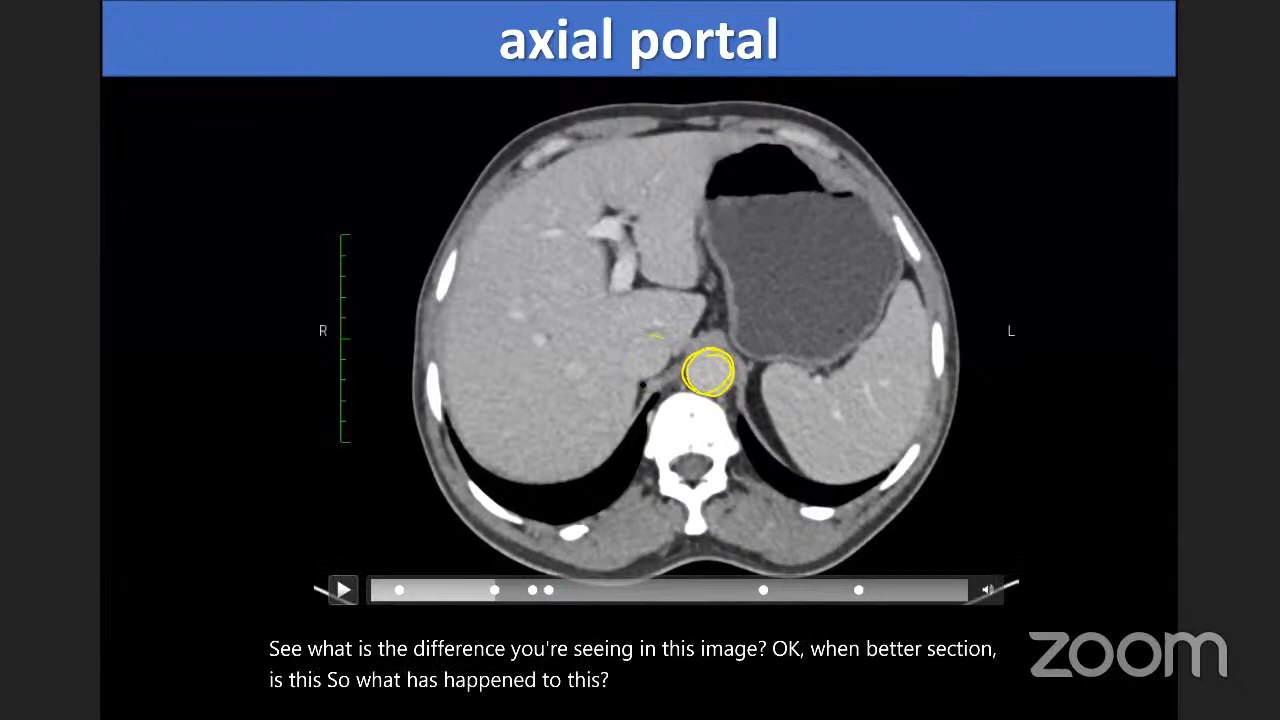 axial portal
R
L
See what is the difference you're seeing in this image? OK, when better section,
is this So what has happened to this?
zoom